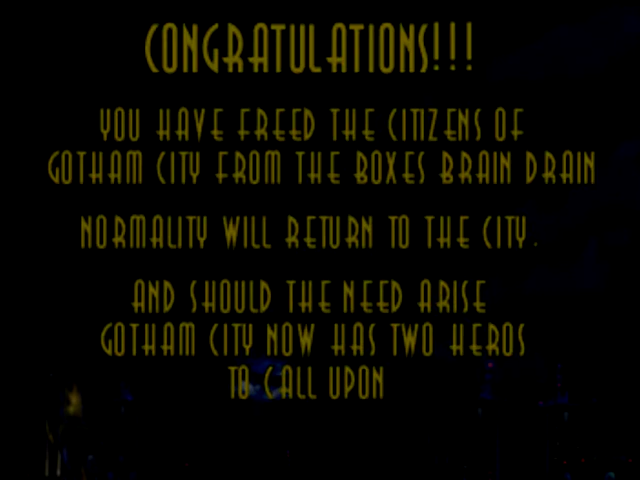 CONGRATULATIONS!!!
YOU HAVE FREED THE CITIZENS OF
GOTHAM CITY FROM THE BOXES BRAIN DRAIN
NORMALITY WILL RETURN TO THE CITY.
AND SHOULD THE NEED ARISE
GOTHAM CITY NOW HAS TWO HEROS
TO CALL UPON